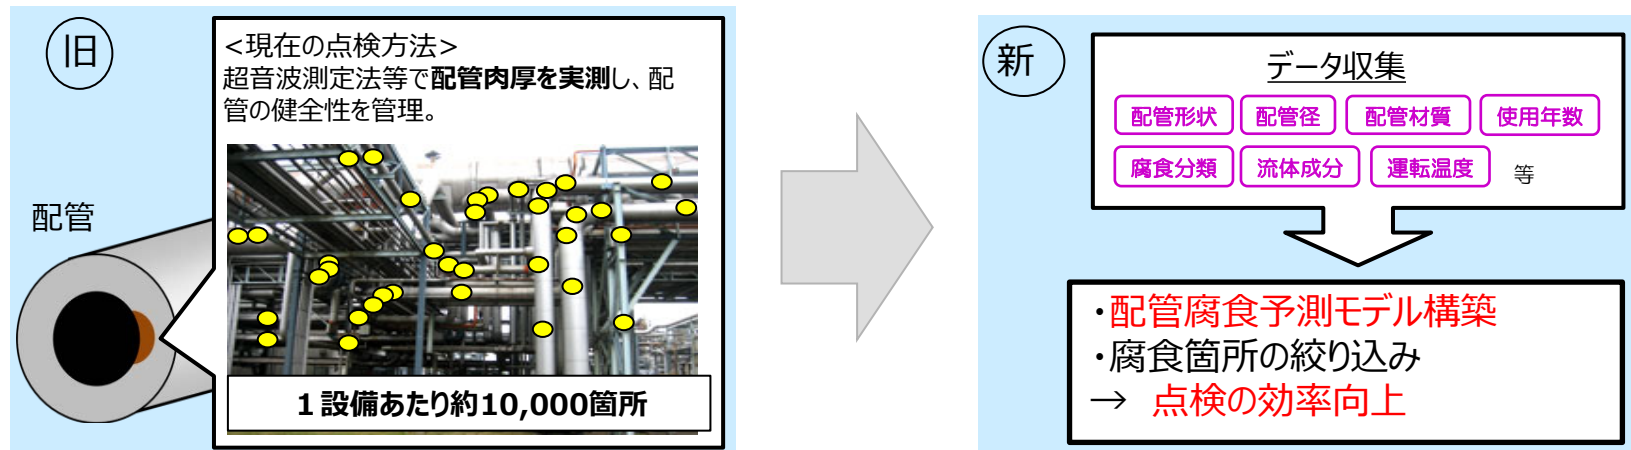 旧
<現在の点検方法>
超音波測定法等で配管肉厚を実測し、配
管の健全性を管理。
配管
1設備あたり約10,000箇所
新
データ収集
配管形状 配管径 配管材質 使用年数
腐食分類 流体成分 運転温度 等
・配管腐食予測モデル構築
・腐食箇所の絞り込み
→ 点検の効率向上